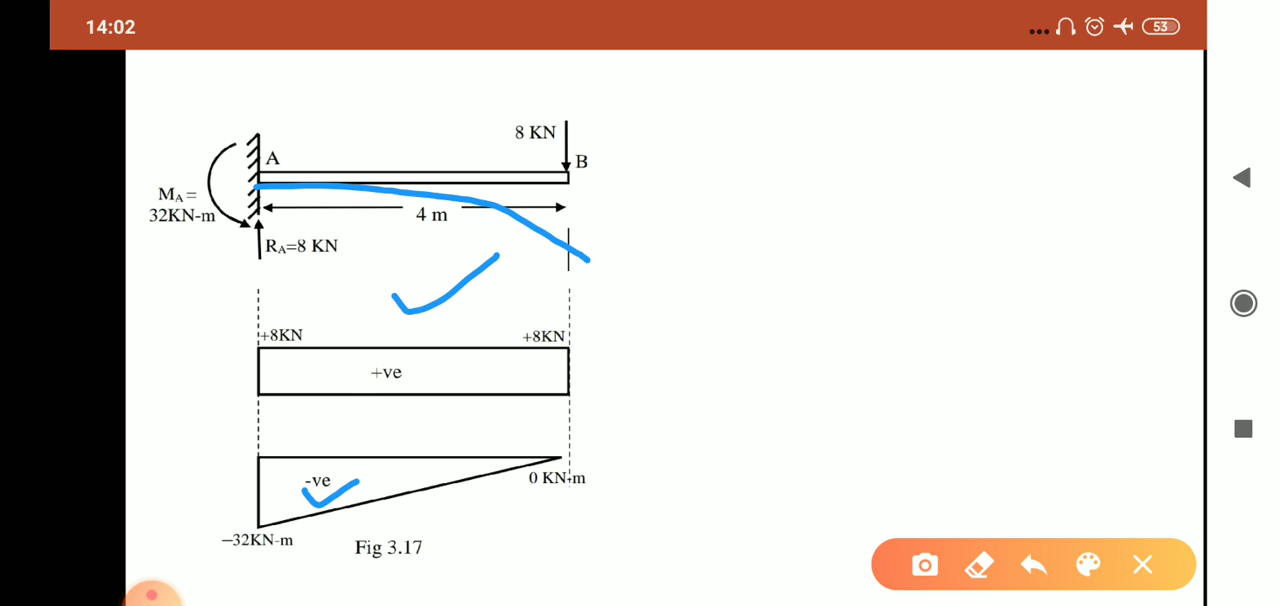 14:02
53
8 KN
A
B
MA=
32KN-m
4 m
RA=8 KN
+8KN
+8KN
+ve
-ve
0 KN-m
−32KN-m
Fig 3.17